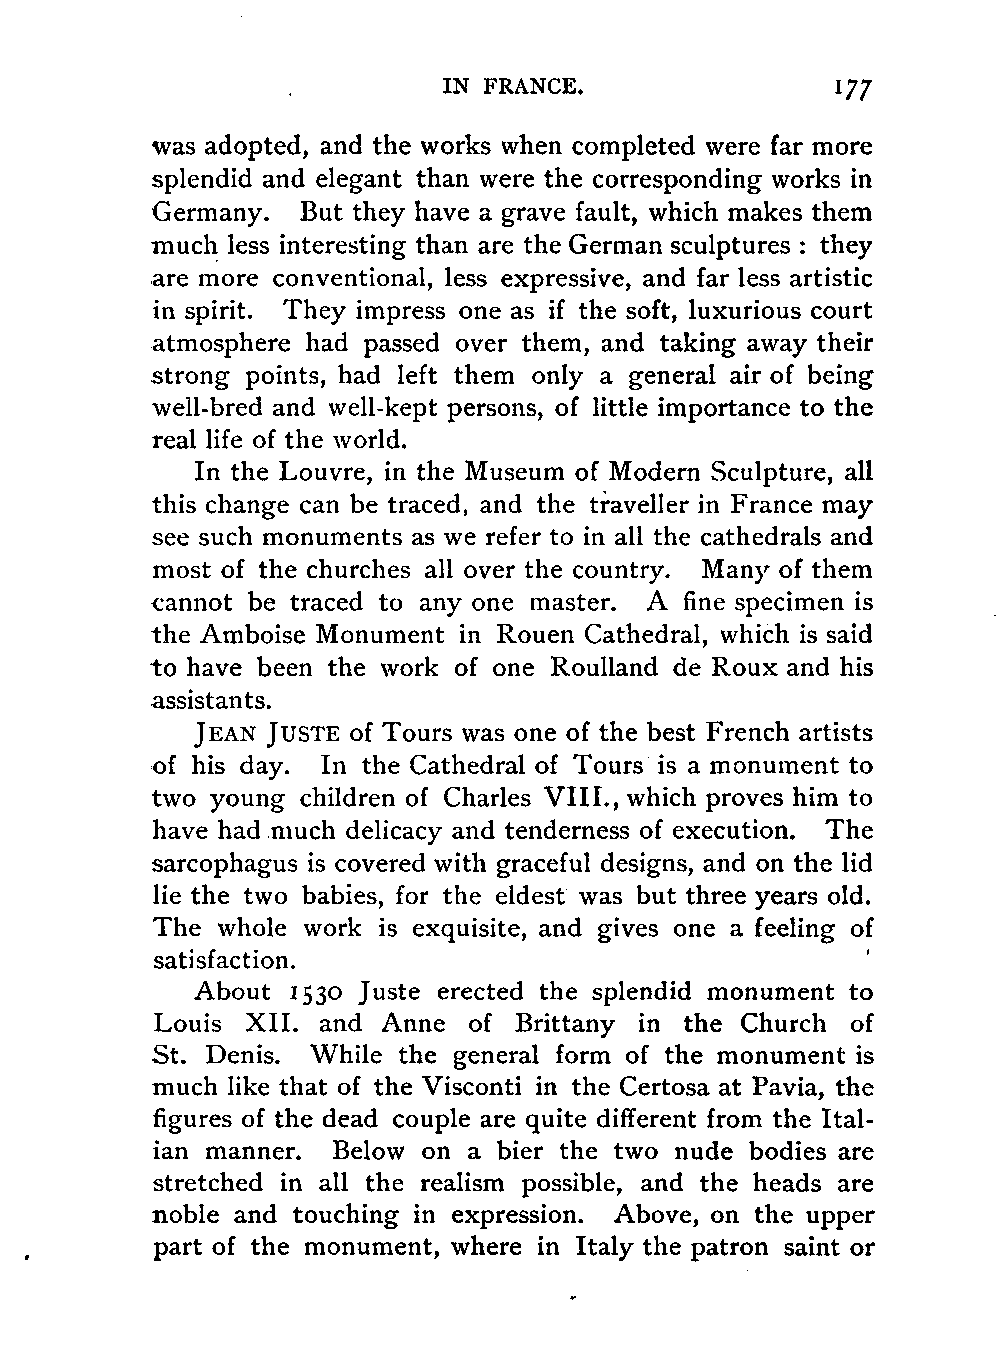 IN FRANCE. 177
was adopted, and the works when completed were far more
splendid and elegant than were the corresponding works in
Germany. But they have a grave fault, which makes them
much less interesting than are the German sculptures : they
are more conventional, less expressive, and far less artistic
in spirit. They impress one as if the soft, luxurious court
atmosphere had passed over them, and taking away their
strong points, had left them only a general air of being
well-bred and well-kept persons, of little importance to the
real life of the world.
In the Louvre, in the Museum of Modern Sculpture, all
this change can be traced, and the traveller in France may
see such monuments as we refer to in all the cathedrals and
most of the churches all over the country. Many of them
cannot be traced to any one master. A fine specimen is
the Amboise Monument in Rouen Cathedral, which is said
to have been the work of one Roulland de Roux and his
assistants.
JEAN JUSTE of Tours was one of the best French artists
of his day. In the Cathedral of Tours is a monument to
two young children of Charles VIII., which proves him to
have had much delicacy and tenderness of execution. The
sarcophagus is covered with graceful designs, and on the lid
lie the two babies, for the eldest was but three years old.
The whole work is exquisite, and gives one a feeling of
satisfaction.
About 1530 Juste erected the splendid monument to
Louis XII. and Anne of Brittany in the Church of
St. Denis. While the general form of the monument is
much like that of the Visconti in the Certosa at Pavia, the
figures of the dead couple are quite different from the Ital-
ian manner. Below on a bier the two nude bodies are
stretched in all the realism possible, and the heads are
noble and touching in expression. Above, on the upper
part of the monument, where in Italy the patron saint or